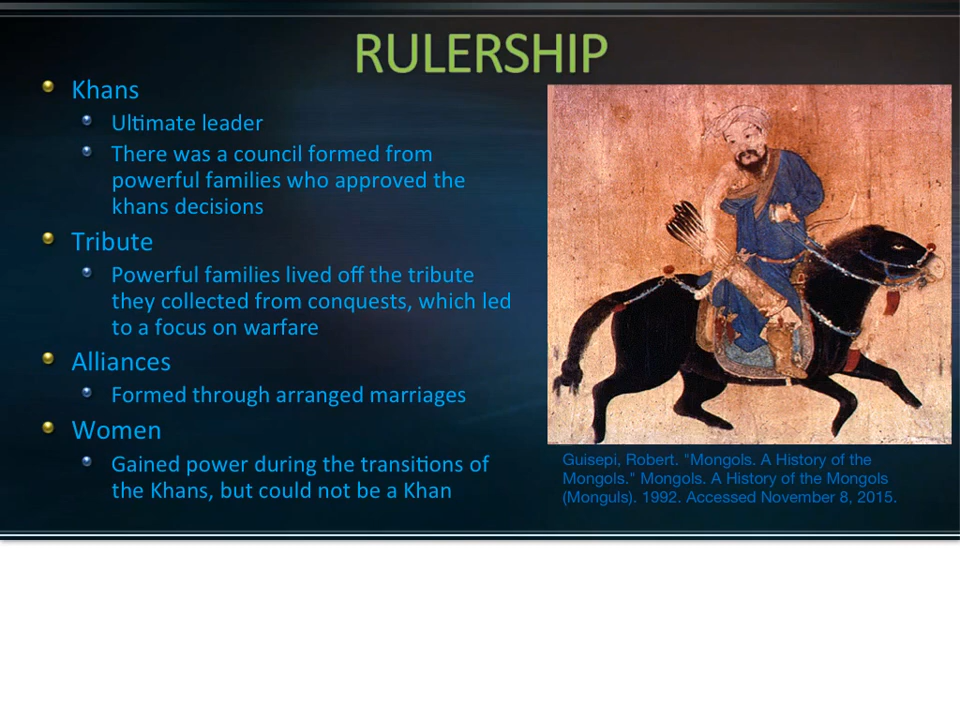 RULERSHIP
Khans
Ultimate leader
There was a council formed from
powerful families who approved the
khans decisions
Tribute
Powerful families lived off the tribute
they collected from conquests, which led
to a focus on warfare
Alliances
Formed through arranged marriages
Women
Gained power during the transitions of
the Khans, but could not be a Khan
Guisepi, Robert. "Mongols. A History of the
Mongols." Mongols. A History of the Mongols
(Monguls). 1992. Accessed November 8, 2015.